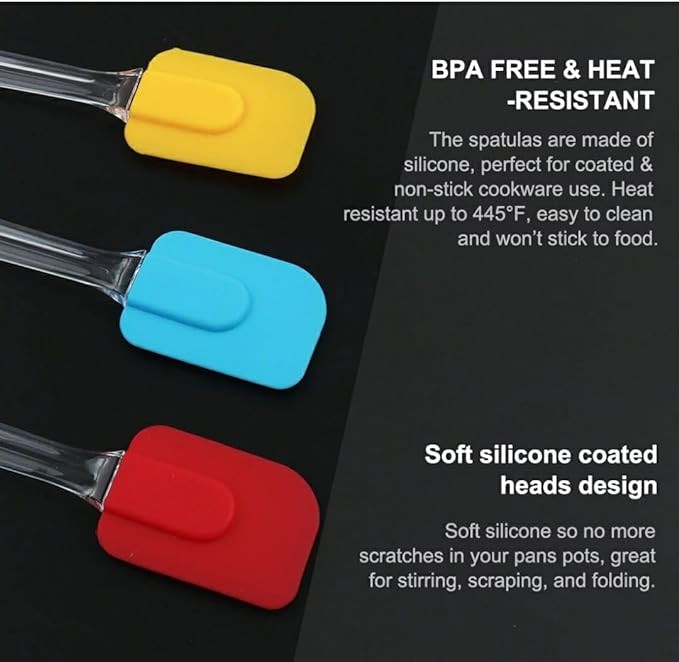 BPA FREE & HEAT
-RESISTANT
The spatulas are made of
silicone, perfect for coated &
non-stick cookware use. Heat
resistant up to 445°F, easy to clean
and won’t stick to food.
Soft silicone coated
heads design
Soft silicone so no more
scratches in your pans pots, great
for stirring, scraping, and folding.